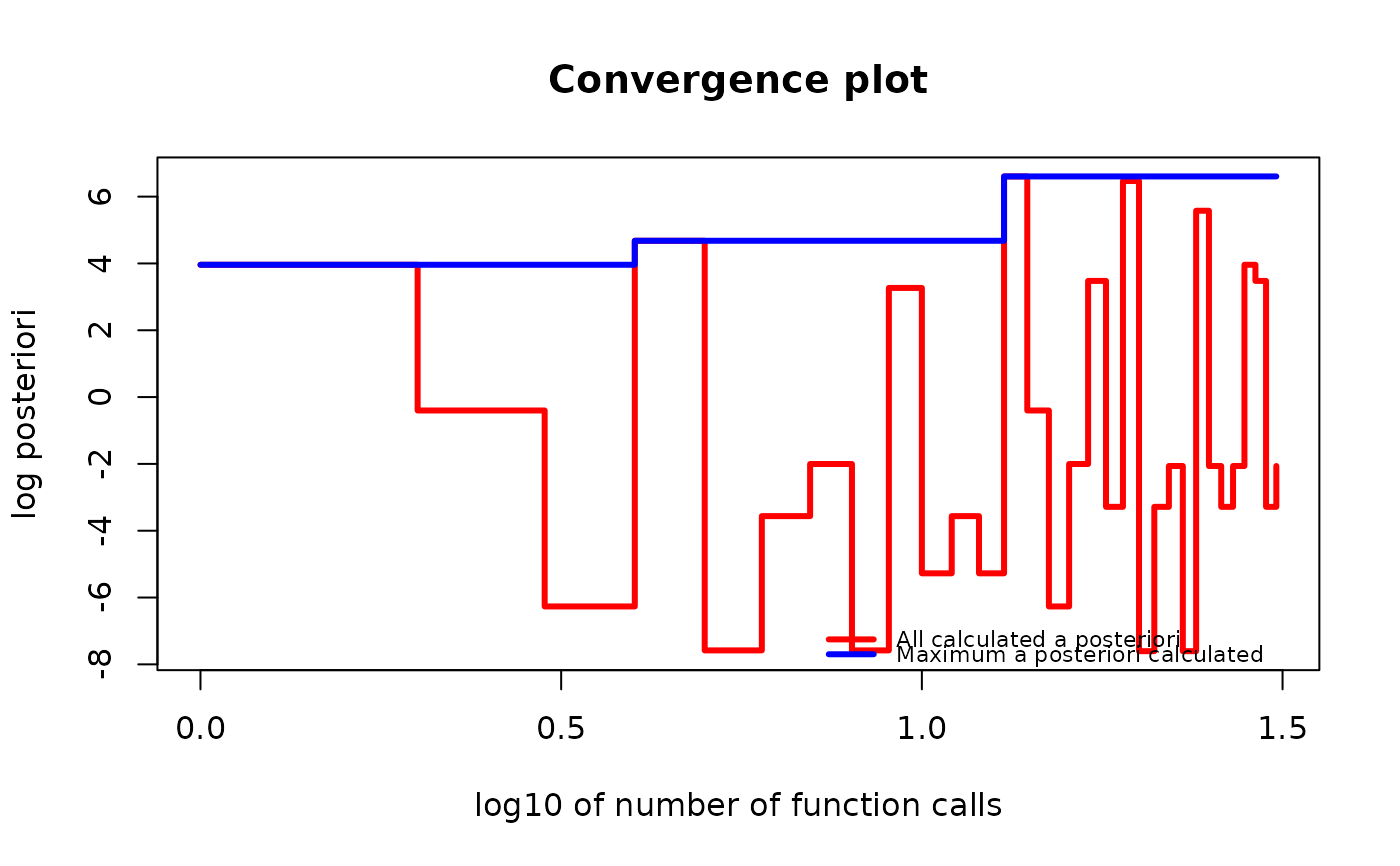 Convergence plot
log posteriori
6
4
2
0
-2
-4
-6
-8
All calculated a posteriori
Maximum a posteriori calculated
0.0 0.5 1.0 1.5
log10 of number of function calls